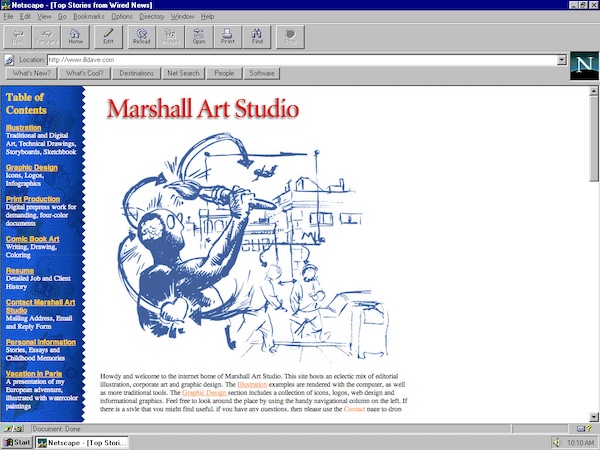 Netscape - [Top Stories from Wired News]
File Edit View Go Bookmarks Options Directory Window Help
Back Forward Home Edit Reload Images Open Print Find Stop
Location: http://www.illdave.com
N
What's New? What's Cool? Destinations Net Search People Software
Table of
Contents
Illustration
Traditional and Digital
Art, Technical Drawings,
Storyboards, Sketchbook
Graphic Design
Icons, Logos,
Infographics
Print Production
Digital prepress work for
demanding, four-color
documents
Comic Book Art
Writing, Drawing,
Coloring
Resume
Detailed Job and Client
History
Contact Marshall Art
Studio
Mailing Address, Email
and Reply Form
Personal Information
Stories, Essays and
Childhood Memories
Vacation in Paris
A presentation of my
European adventure,
illustrated with watercolor
paintings
Marshall Art Studio
Howdy and welcome to the internet home of Marshall Art Studio. This site hosts an eclectic mix of editorial
illustration, corporate art and graphic design. The Illustration examples are rendered with the computer, as well
as more traditional tools. The Graphic Design section includes a collection of icons, logos, web design and
informational graphics. Feel free to look around the place by using the handy navigational column on the left. If
there is a style that you might find useful, if you have any questions, then please use the Contact page to drop
Document: Done
Start Netscape - [Top Stori... 10:10 AM